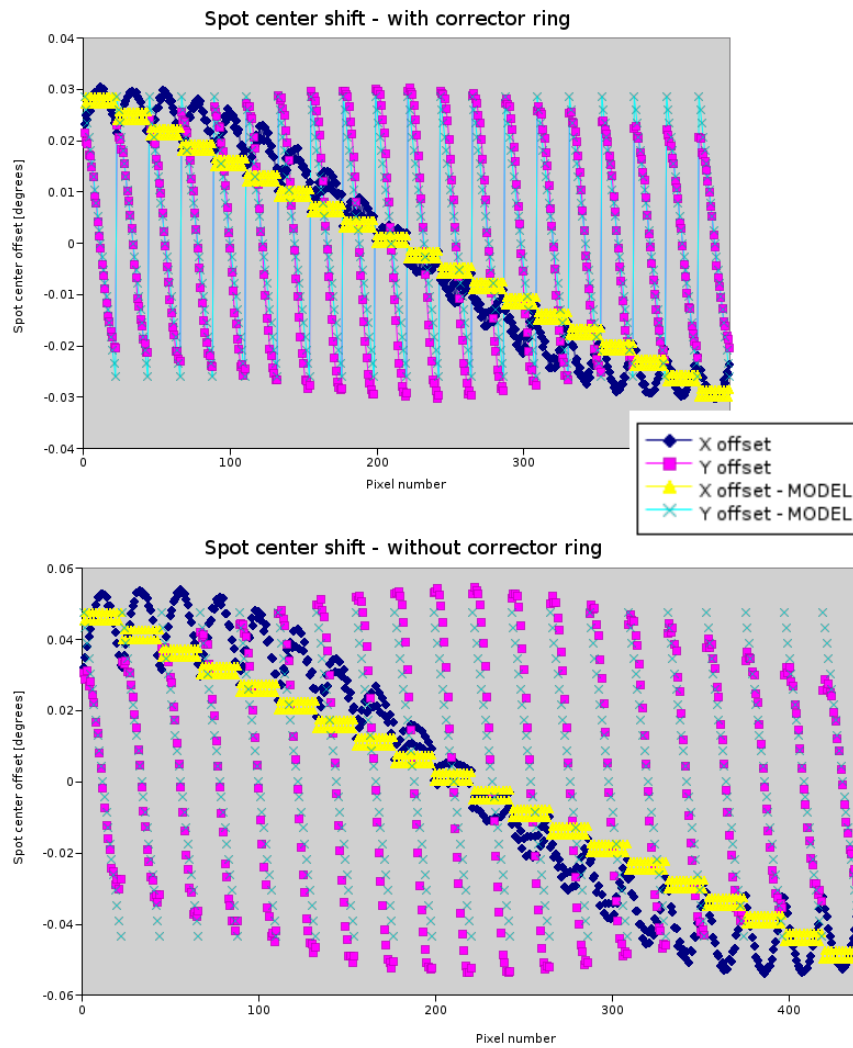 Spot center shift - with corrector ring
0.04
0.03
0.02
0.01
0
-0.01
-0.02
-0.03
-0.04
Spot center offset [degrees]
0 100 200 300
Pixel number
X offset
Y offset
X offset - MODEL
Y offset - MODEL
Spot center shift - without corrector ring
0.06
0.04
0.02
0
-0.02
-0.04
-0.06
Spot center offset [degrees]
0 100 200 300 400
Pixel number